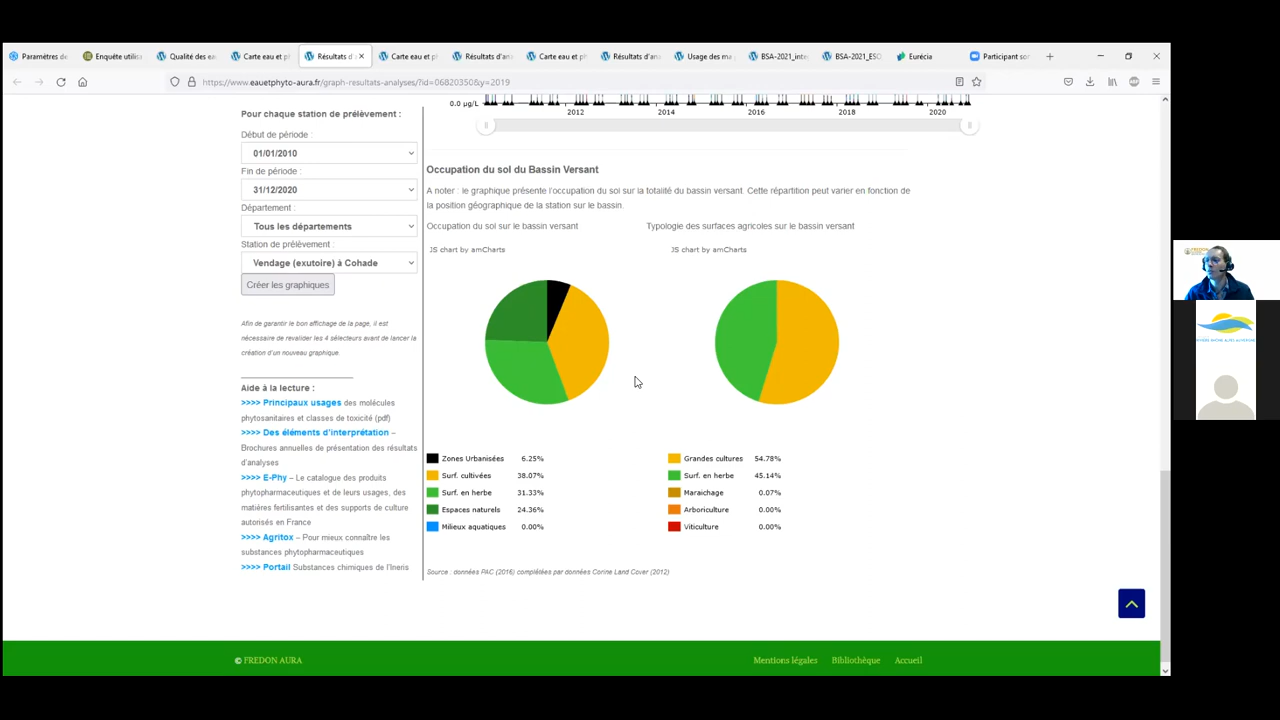 Paramètres de
Enquête utilisa
Qualité des ea
Carte eau et ph
Résultats d'
Carte eau et pi
Résultats d'ana
Carte eau et ph
Résultats d'ana
Usages des ma
BSA-2021_inte
BSA-2021_ESO
Eurécia
Participant son
https://www.eauetphyto-aura.fr/graph-resultats-analyses/?id=06820350&y=2019
0.0 µg/L
2012
2014
2016
2018
2020
Pour chaque station de prélèvement :
Début de période :
01/01/2010
Fin de période :
31/12/2020
Département :
Tous les départements
Station de prélèvement :
Vendage (exutoire) à Cohade
Créer les graphiques
Afin de garantir le bon affichage de la page, il est
nécessaire de revalider les 4 sélecteurs avant de lancer la
création d'un nouveau graphique.
Aide à la lecture :
>>>> Principaux usages des molécules
phytosanitaires et classes de toxicité (pdf)
>>>> Des éléments d'interprétation –
Brochures annuelles de présentation des résultats
d'analyses
>>>> E-Phy – Le catalogue des produits
phytopharmaceutiques et de leurs usages, des
matières fertilisantes et des supports de culture
autorisés en France
>>>> Agritox – Pour mieux connaître les
substances phytopharmaceutiques
>>>> Portail Substances chimiques de l'Ineris
Occupation du sol du Bassin Versant
A noter : le graphique présente l'occupation du sol sur la totalité du bassin versant. Cette répartition peut varier en fonction de
la position géographique de la station sur le bassin.
Occupation du sol sur le bassin versant
JS chart by amCharts
Zones Urbanisées 6.25%
Surf. cultivées 38.07%
Surf. en herbe 31.33%
Espaces naturels 24.36%
Milieux aquatiques 0.00%
Typologie des surfaces agricoles sur le bassin versant
JS chart by amCharts
Grandes cultures 54.78%
Surf. en herbe 45.14%
Maraichage 0.07%
Arboriculture 0.00%
Viticulture 0.00%
Source : données PAC (2016) complétées par données Corine Land Cover (2012)
© FREDON AURA
Mentions légales
Bibliothèque
Accueil
FREDON